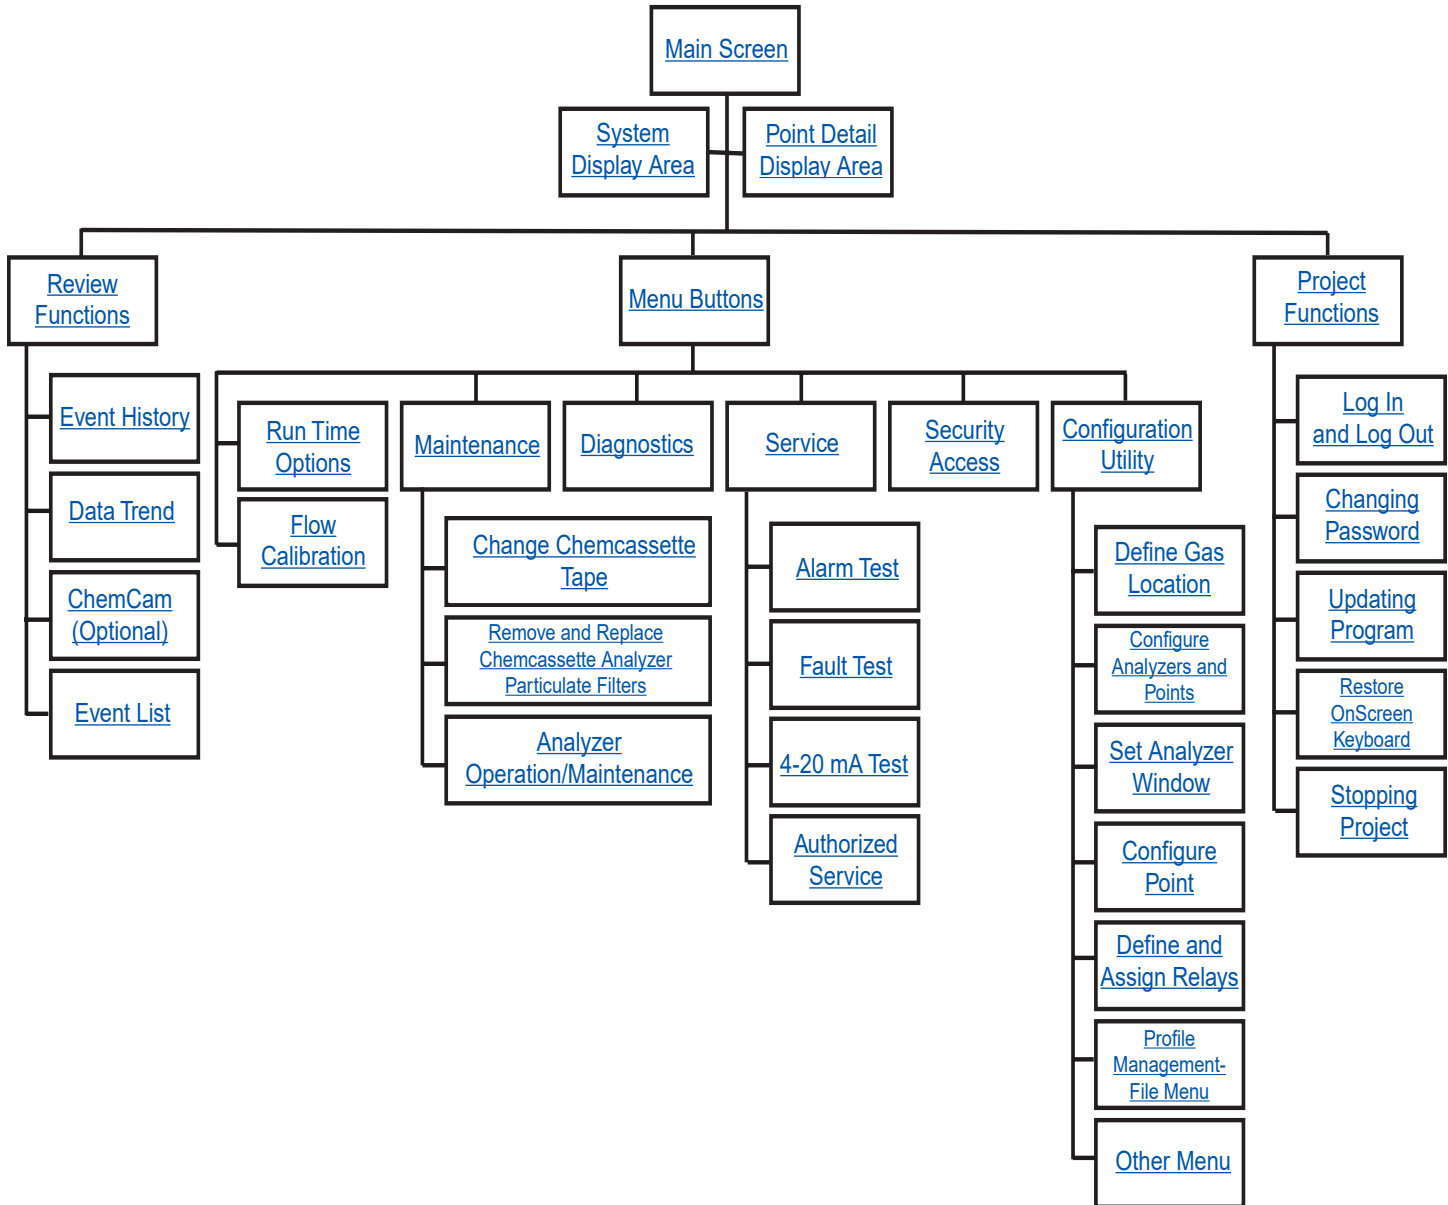 Main Screen
System
Display Area
Point Detail
Display Area
Review
Functions
Menu Buttons
Project
Functions
Event History
Data Trend
ChemCam
(Optional)
Event List
Run Time
Options
Flow
Calibration
Maintenance
Change Chemcassette
Tape
Remove and Replace
Chemcassette Analyzer
Particulate Filters
Analyzer
Operation/Maintenance
Diagnostics
Service
Alarm Test
Fault Test
4-20 mA Test
Authorized
Service
Security
Access
Configuration
Utility
Define Gas
Location
Configure
Analyzers and
Points
Set Analyzer
Window
Configure
Point
Define and
Assign Relays
Profile
Management-
File Menu
Other Menu
Log In
and Log Out
Changing
Password
Updating
Program
Restore
OnScreen
Keyboard
Stopping
Project